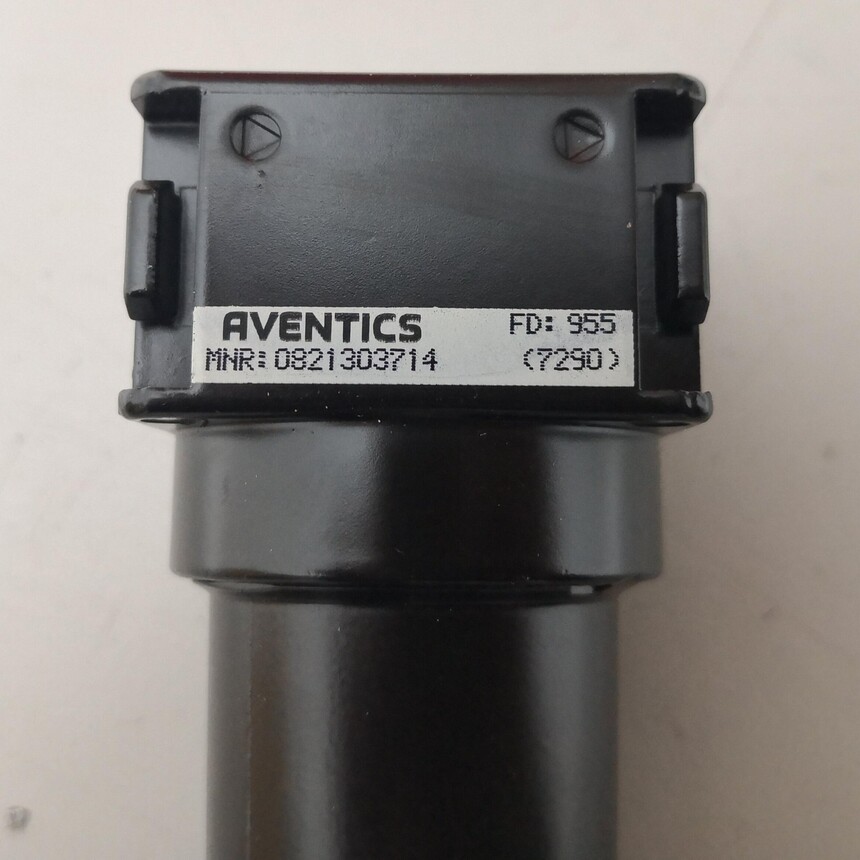 AVENTICS FD: 955
MNR:0821303714 (7290)